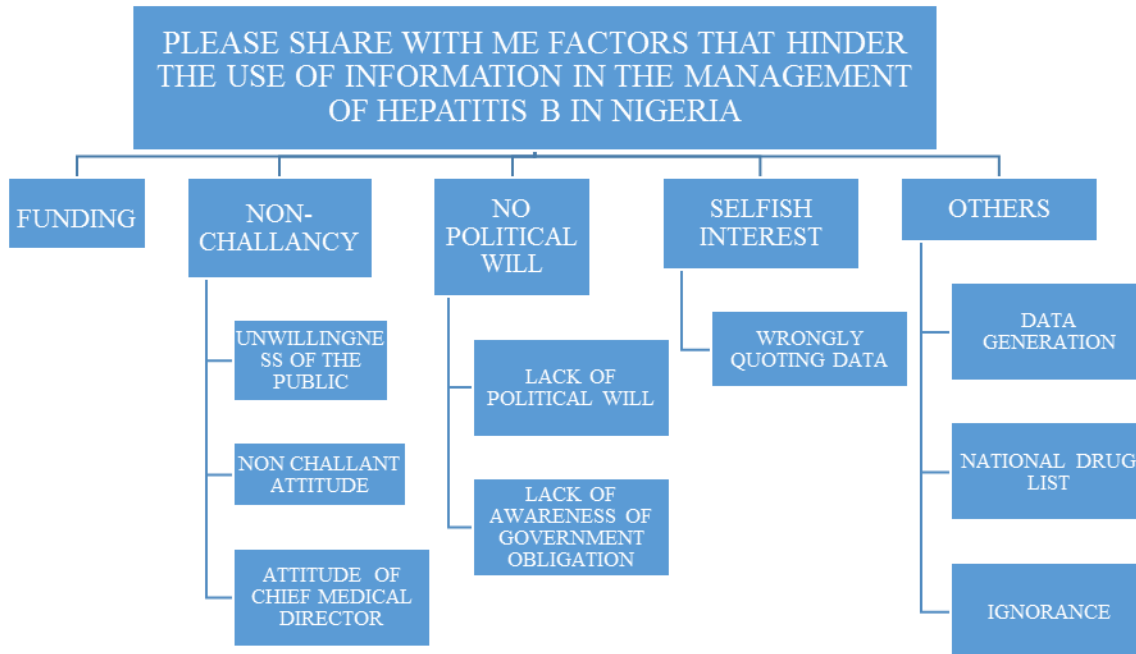 PLEASE SHARE WITH ME FACTORS THAT HINDER
THE USE OF INFORMATION IN THE MANAGEMENT
OF HEPATITIS B IN NIGERIA
FUNDING
NON-
CHALLANCY
UNWILLINGNE
SS OF THE
PUBLIC
NON CHALLANT
ATTITUDE
ATTITUDE OF
CHIEF MEDICAL
DIRECTOR
NO
POLITICAL
WILL
LACK OF
POLITICAL WILL
LACK OF
AWARENESS OF
GOVERNMENT
OBLIGATION
SELFISH
INTEREST
WRONGLY
QUOTING DATA
OTHERS
DATA
GENERATION
NATIONAL DRUG
LIST
IGNORANCE